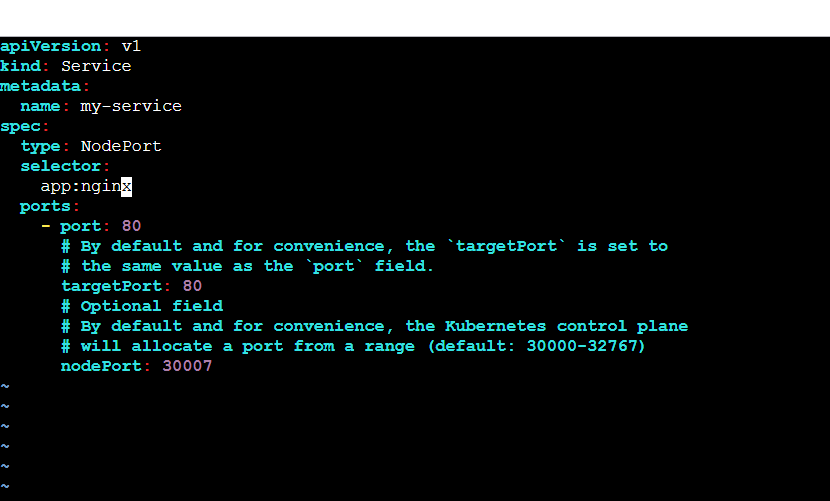 apiVersion: v1
kind: Service
metadata:
  name: my-service
spec:
  type: NodePort
  selector:
    app:nginx
  ports:
    - port: 80
      # By default and for convenience, the `targetPort` is set to
      # the same value as the `port` field.
      targetPort: 80
      # Optional field
      # By default and for convenience, the Kubernetes control plane
      # will allocate a port from a range (default: 30000-32767)
      nodePort: 30007
~
~
~
~
~
~